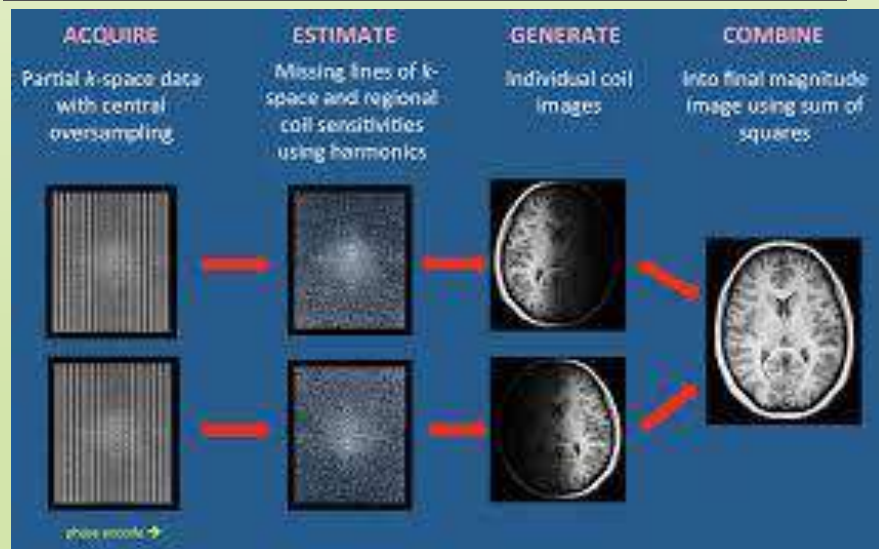 ACQUIRE
Partial k-space data
with central
oversampling
ESTIMATE
Missing lines of k-
space and regional
coil sensitivities
using harmonics
GENERATE
Individual coil
images
COMBINE
Into final magnitude
image using sum of
squares
phase encode →